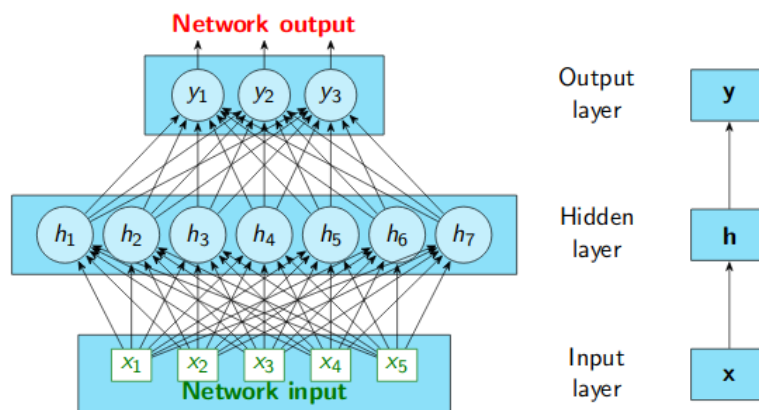 Network output
y1 y2 y3
Output
layer
y
h1 h2 h3 h4 h5 h6 h7
Hidden
layer
h
x1 x2 x3 x4 x5
Network input
Input
layer
x